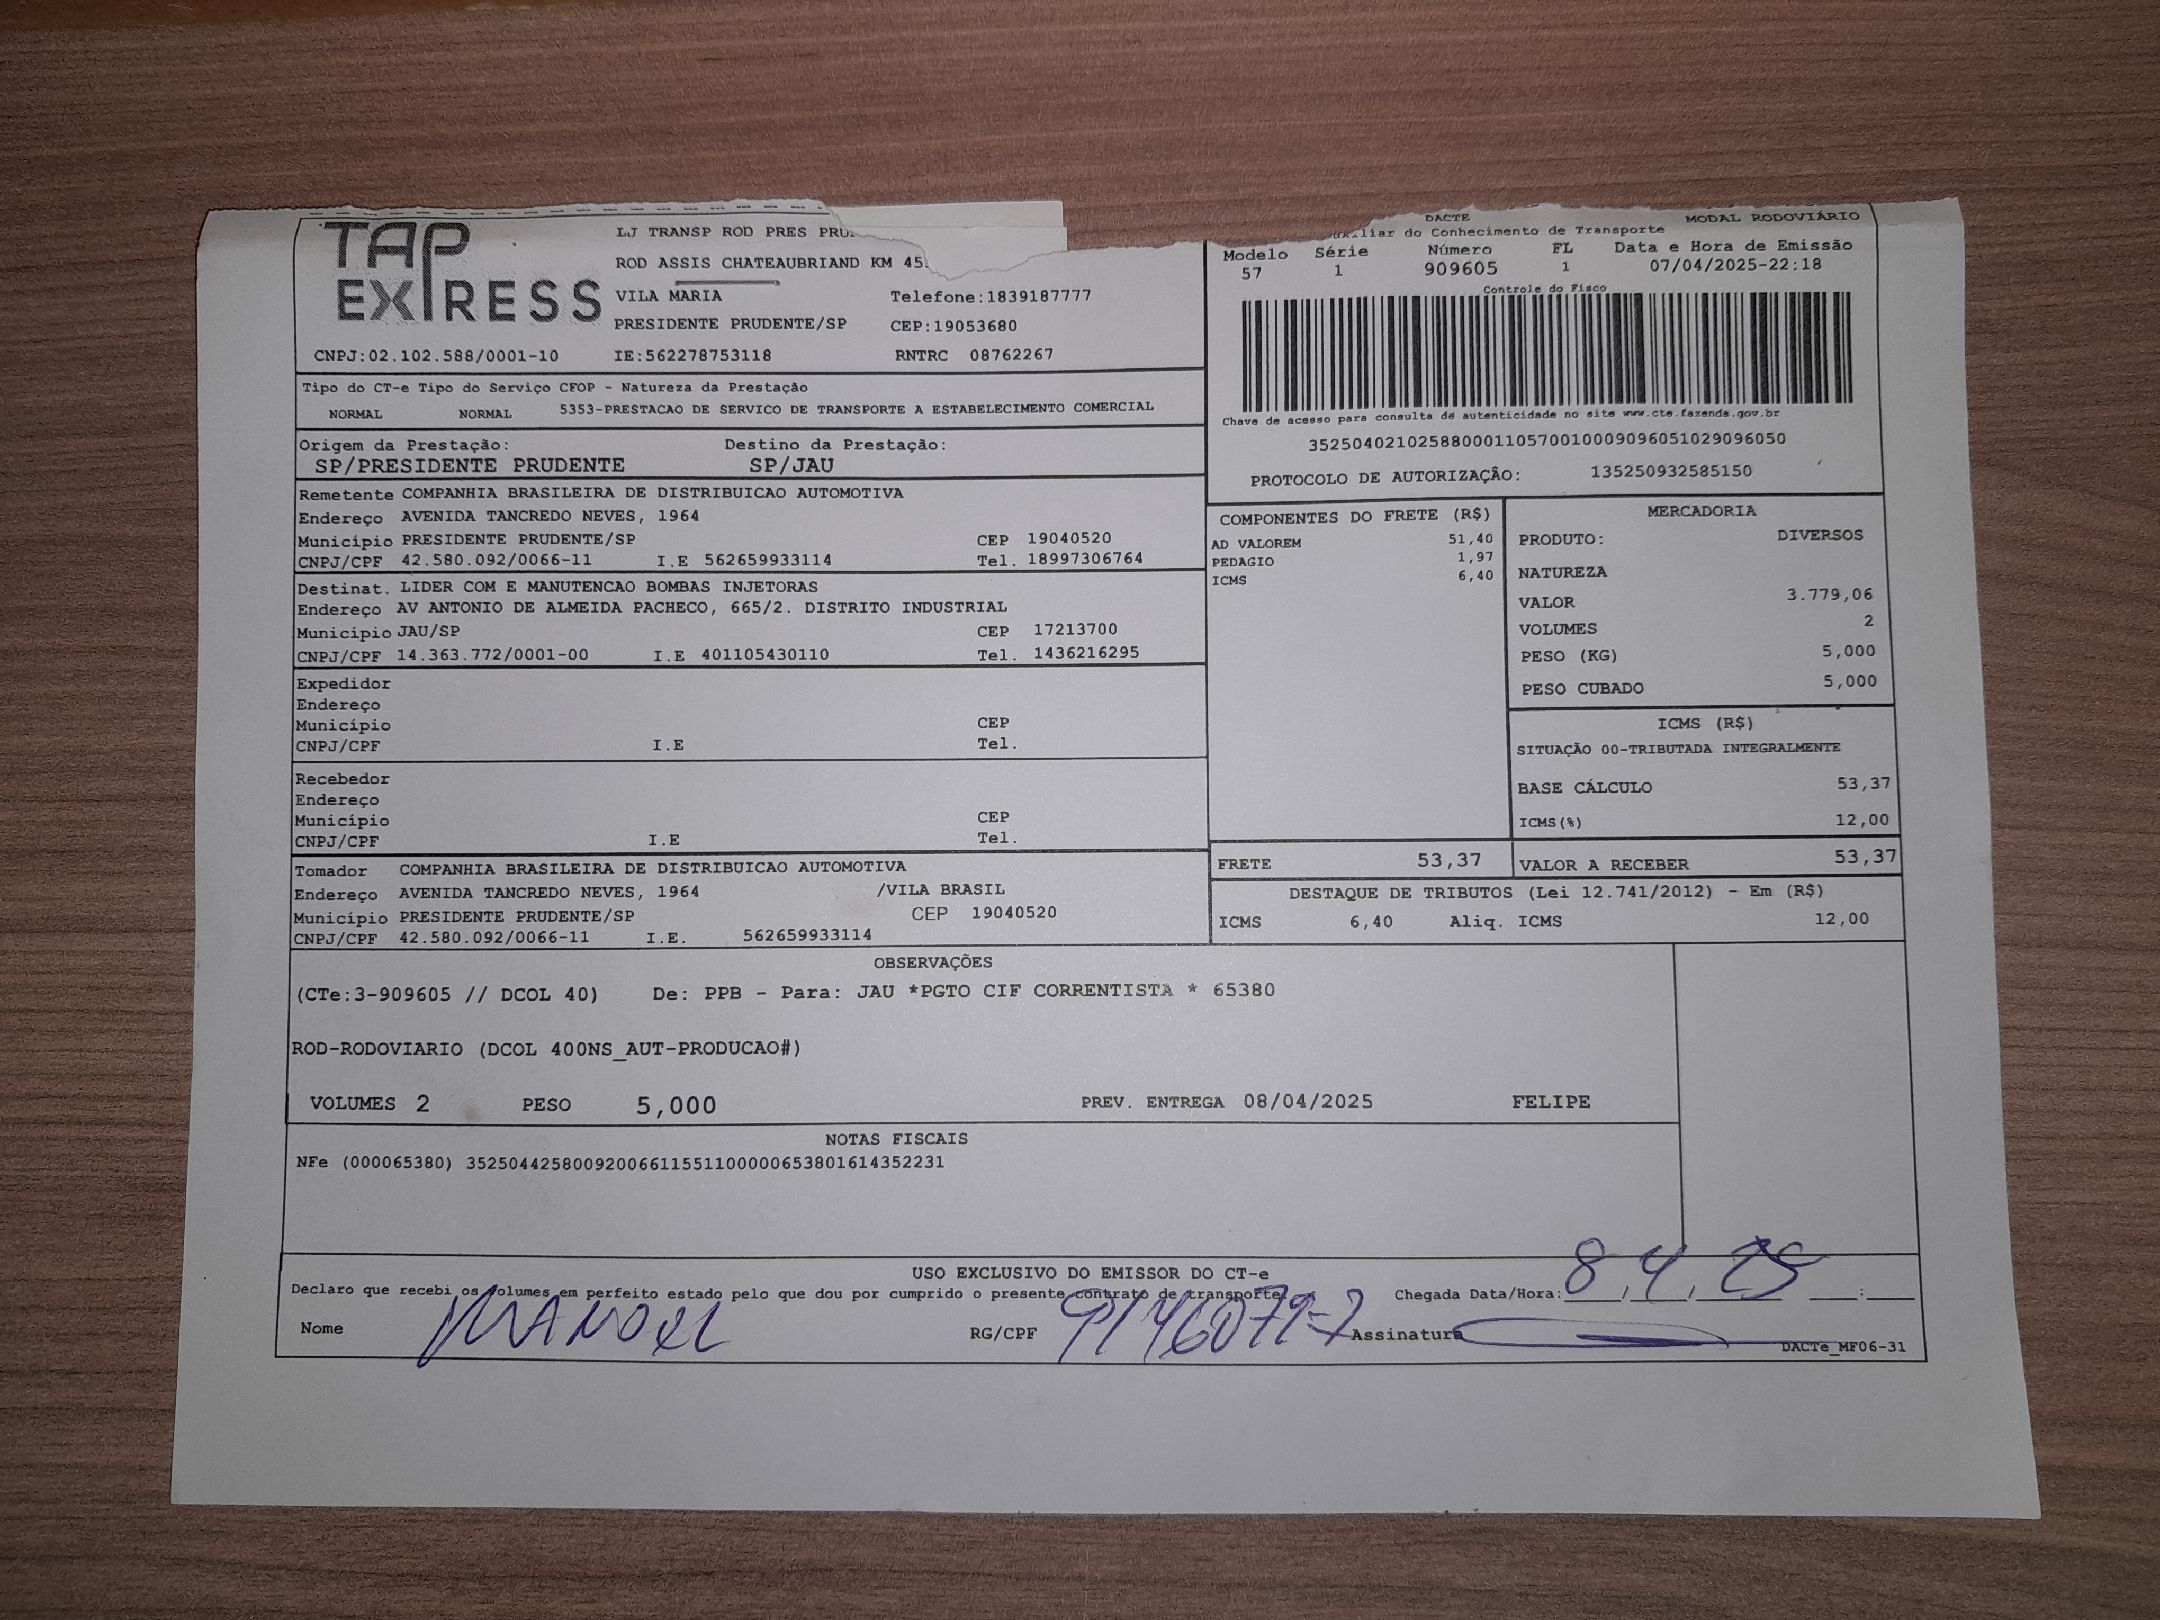 TAP
EXPRESS
LJ TRANSP ROD PRES
ROD ASSIS CHATEAUBRIAND KM
VILA MARIA Telefone:1839187777
PRESIDENTE PRUDENTE/SP CEP:19053680
CNPJ:02.102.588/0001-10 IE:562278753118 RNTRC 08762267
DACTE MODAL RODOVIÁRIO
do Conhecimento de Transporte
Modelo Série Número FL Data e Hora de Emissão
57 1 909605 1 07/04/2025-22:18
Controle do Fisco
Chave de acesso para consulta de autenticidade no site www.cte.fazenda.gov.br
35250402102588000110570010009096051029096050
PROTOCOLO DE AUTORIZAÇÃO: 135250932585150
Tipo do CT-e Tipo do Serviço CFOP - Natureza da Prestação
NORMAL NORMAL 5353-PRESTACAO DE SERVICO DE TRANSPORTE A ESTABELECIMENTO COMERCIAL
Origem da Prestação: Destino da Prestação:
SP/PRESIDENTE PRUDENTE SP/JAU
Remetente COMPANHIA BRASILEIRA DE DISTRIBUICAO AUTOMOTIVA
Endereço AVENIDA TANCREDO NEVES, 1964
Município PRESIDENTE PRUDENTE/SP CEP 19040520
CNPJ/CPF 42.580.092/0066-11 I.E 562659933114 Tel. 18997306764
Destinat. LIDER COM E MANUTENCAO BOMBAS INJETORAS
Endereço AV ANTONIO DE ALMEIDA PACHECO, 665/2. DISTRITO INDUSTRIAL
Município JAU/SP CEP 17213700
CNPJ/CPF 14.363.772/0001-00 I.E 401105430110 Tel. 1436216295
Expedidor
Endereço
Município CEP
CNPJ/CPF I.E Tel.
Recebedor
Endereço
Município CEP
CNPJ/CPF I.E Tel.
Tomador COMPANHIA BRASILEIRA DE DISTRIBUICAO AUTOMOTIVA
Endereço AVENIDA TANCREDO NEVES, 1964 /VILA BRASIL
Município PRESIDENTE PRUDENTE/SP CEP 19040520
CNPJ/CPF 42.580.092/0066-11 I.E. 562659933114
COMPONENTES DO FRETE (R$)
AD VALOREM 51,40
PEDAGIO 1,97
ICMS 6,40
MERCADORIA
PRODUTO: DIVERSOS
NATUREZA
VALOR 3.779,06
VOLUMES 2
PESO (KG) 5,000
PESO CUBADO 5,000
ICMS (R$)
SITUAÇÃO 00-TRIBUTADA INTEGRALMENTE
BASE CÁLCULO 53,37
ICMS(%) 12,00
FRETE 53,37 VALOR A RECEBER 53,37
DESTAQUE DE TRIBUTOS (Lei 12.741/2012) - Em (R$)
ICMS 6,40 Aliq. ICMS 12,00
OBSERVAÇÕES
(CTe:3-909605 // DCOL 40) De: PPB - Para: JAU *PGTO CIF CORRENTISTA * 65380
ROD-RODOVIARIO (DCOL 400NS_AUT-PRODUCAO#)
VOLUMES 2 PESO 5,000 PREV. ENTREGA 08/04/2025 FELIPE
NOTAS FISCAIS
NFe (000065380) 35250442580092006611551100000653801614352231
USO EXCLUSIVO DO EMISSOR DO CT-e
Declaro que recebi os volumes em perfeito estado pelo que dou por cumprido o presente contrato de transporte. Chegada Data/Hora: 8/4/25 :
Nome MANOEL RG/CPF Assinatura
DACTe_MF06-31